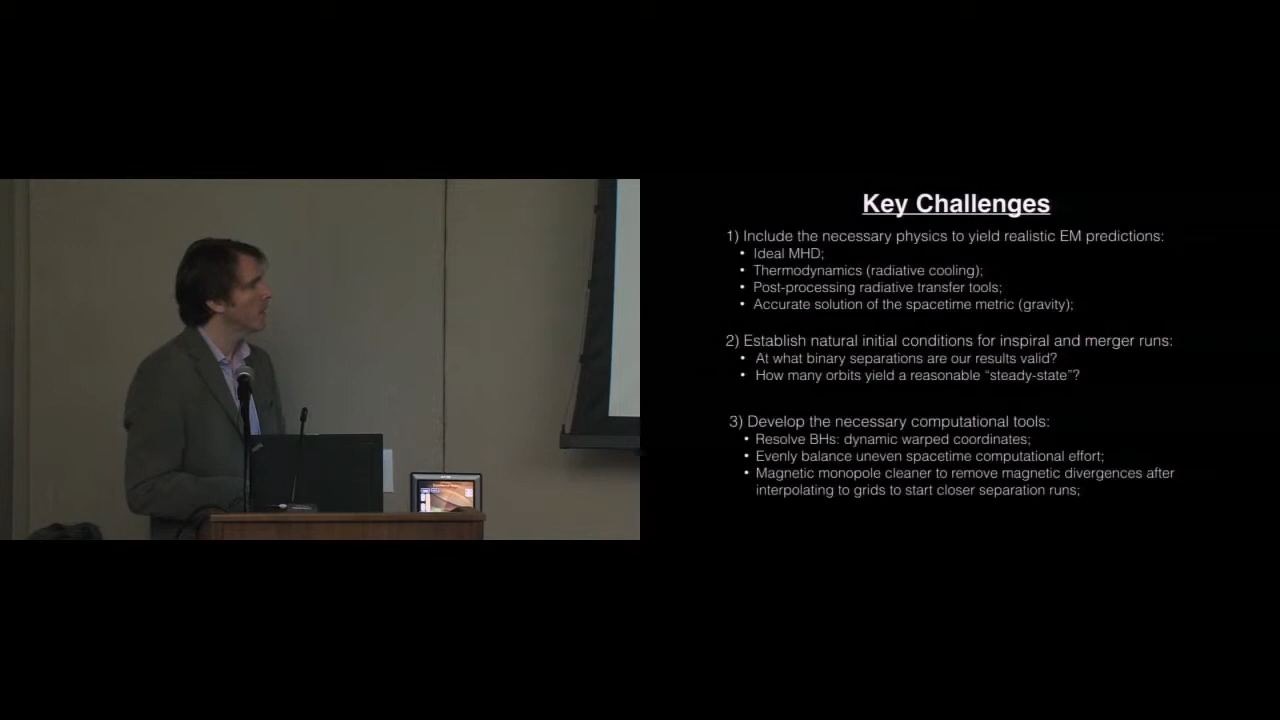 Key Challenges
1) Include the necessary physics to yield realistic EM predictions:
• Ideal MHD;
• Thermodynamics (radiative cooling);
• Post-processing radiative transfer tools;
• Accurate solution of the spacetime metric (gravity);
2) Establish natural initial conditions for inspiral and merger runs:
• At what binary separations are our results valid?
• How many orbits yield a reasonable “steady-state”?
3) Develop the necessary computational tools:
• Resolve BHs: dynamic warped coordinates;
• Evenly balance uneven spacetime computational effort;
• Magnetic monopole cleaner to remove magnetic divergences after
interpolating to grids to start closer separation runs;